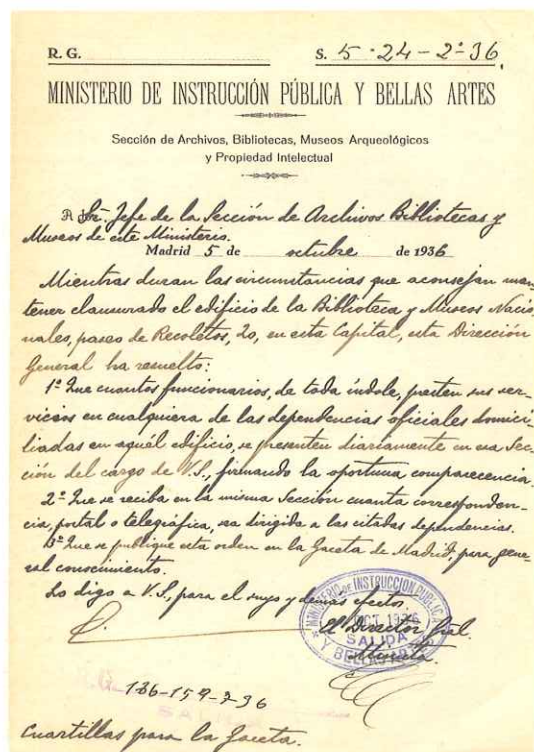 R. G. S. 5-24-2º-36,
MINISTERIO DE INSTRUCCIÓN PÚBLICA Y BELLAS ARTES
Sección de Archivos, Bibliotecas, Museos Arqueológicos
y Propiedad Intelectual
A Sr. Jefe de la Sección de Archivos Bibliotecas y
Museos de este Ministerio.
Madrid 5 de octubre de 1936
Mientras duran las circunstancias que aconsejan man-
tener clausurado el edificio de la Biblioteca y Museos Nacio
nales, paseo de Recoletos, 20, en esta Capital, esta Dirección
General ha resuelto:
1º Que cuantos funcionarios, de toda índole, presten sus ser-
vicios en cualquiera de las dependencias oficiales domici-
liadas en aquél edificio, se presenten diariamente en esa Sec-
ción del cargo de V.S., firmando la oportuna comparecencia.
2º Que se reciba en la misma Sección cuanta corresponden-
cia, postal o telegráfica, sea dirigida a las citadas dependencias.
3º Que se publique esta orden en la Gaceta de Madrid, para gene-
ral conocimiento.
Lo digo a V.S., para el suyo y demás efectos.
El Director Gral.
Minuta.
MINISTERIO DE INSTRUCCION PUBLICA
OCT. 1936
SALIDA
Y BELLAS ARTES
R.G.
136-159-7-36
Cuartillas para la Gaceta.